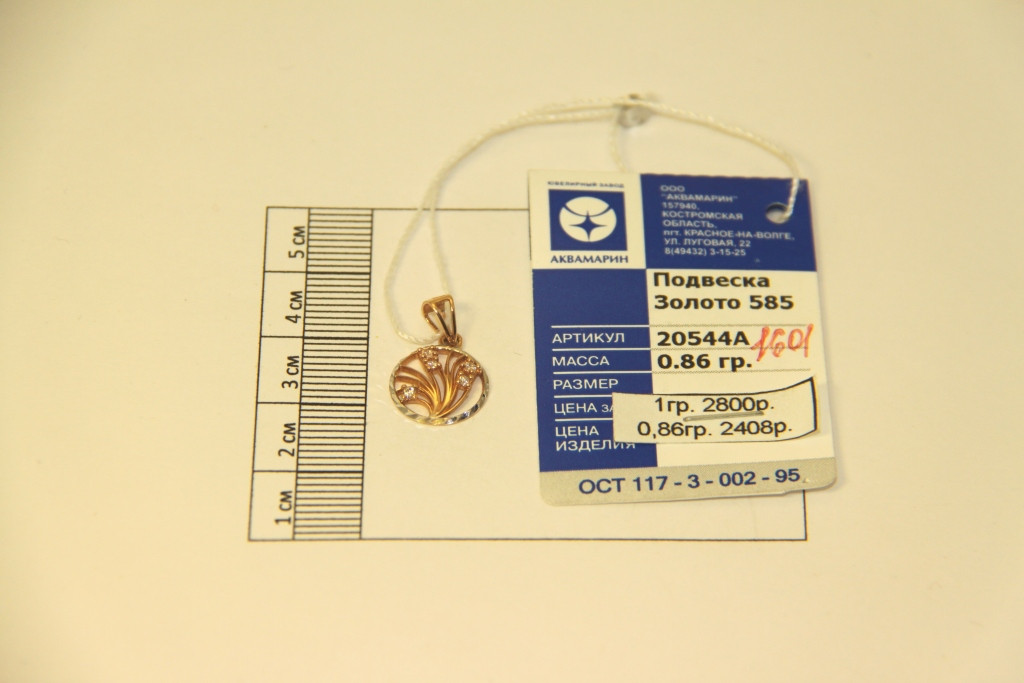 5 см
4 см
3 см
2 см
1 см
ЮВЕЛИРНЫЙ ЗАВОД
АКВАМАРИН
ООО
"АКВАМАРИН"
157940,
КОСТРОМСКАЯ
ОБЛАСТЬ,
пгт. КРАСНОЕ-НА-ВОЛГЕ,
УЛ. ЛУГОВАЯ, 22
8(49432) 3-15-25
Подвеска
Золото 585
АРТИКУЛ 20544А 1601
МАССА 0.86 гр.
РАЗМЕР
ЦЕНА 1гр. 2800р.
ЦЕНА 0,86гр. 2408р.
ИЗДЕЛИЯ
ОСТ 117 - 3 - 002 - 95